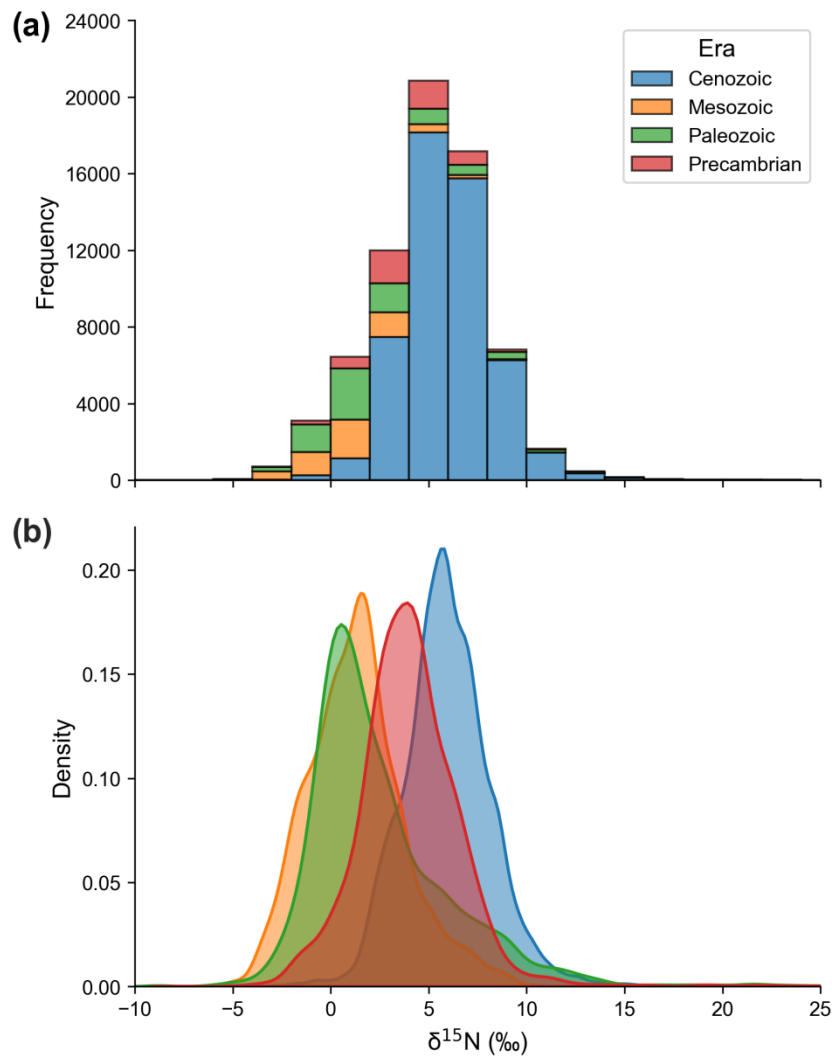 (a)
24000
20000
16000
12000
8000
4000
0
Frequency
Era
Cenozoic
Mesozoic
Paleozoic
Precambrian
(b)
0.20
0.15
0.10
0.05
0.00
Density
−10 −5 0 5 10 15 20 25
δ¹⁵N (‰)